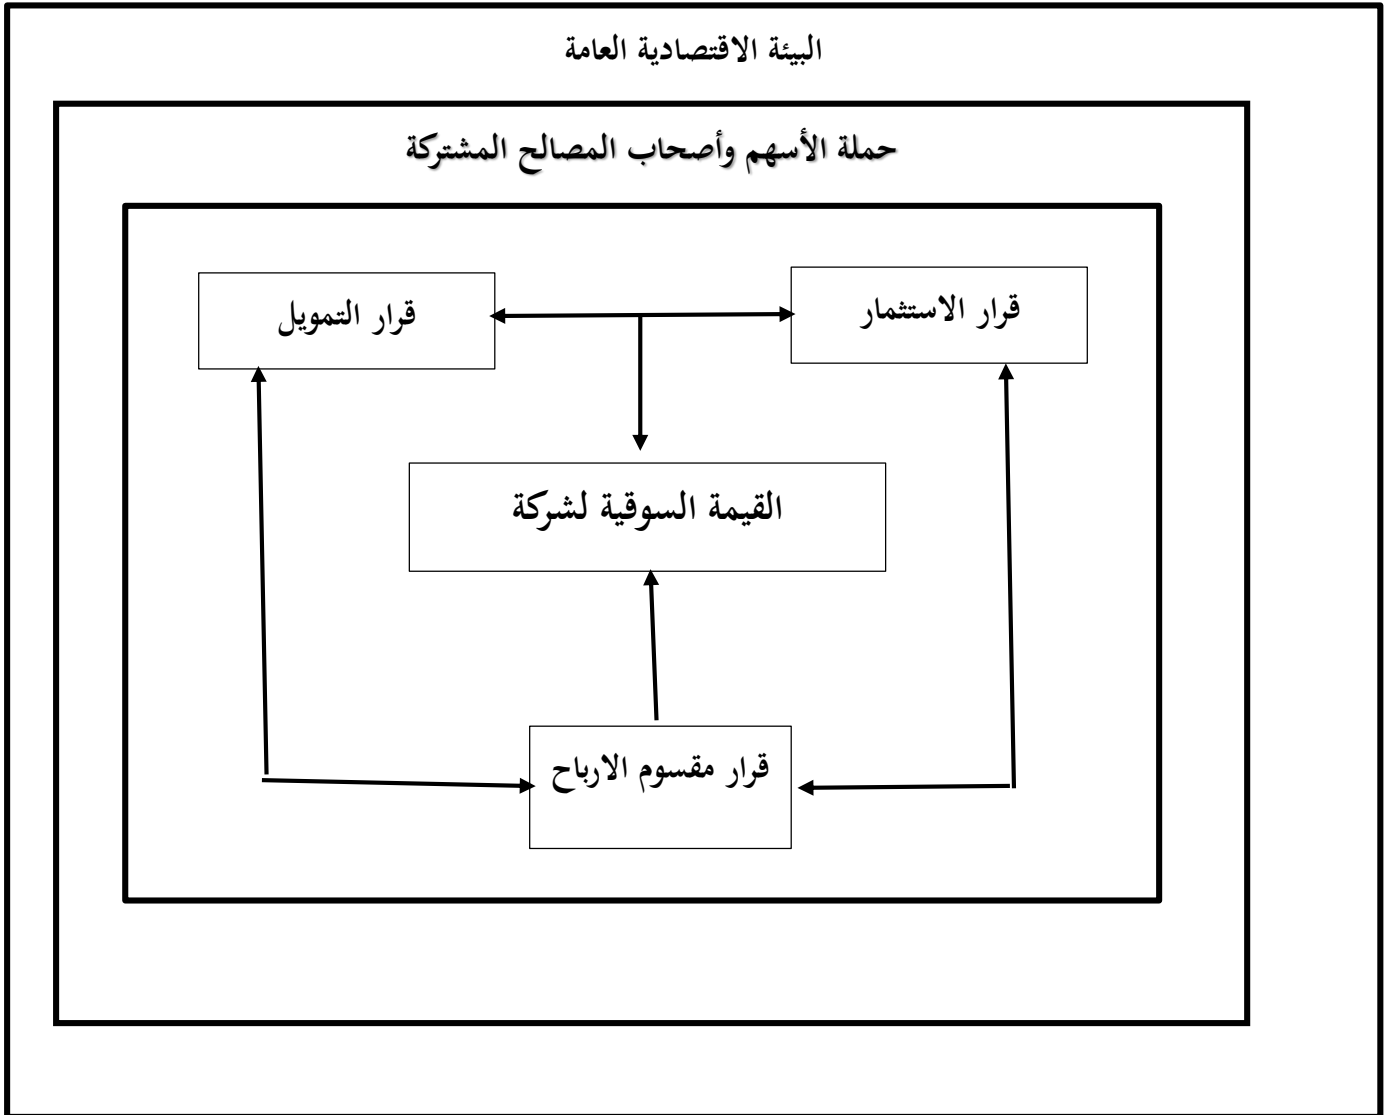 البيئة الاقتصادية العامة
حملة الأسهم وأصحاب المصالح المشتركة
قرار الاستثمار
قرار التمويل
القيمة السوقية لشركة
قرار مقسوم الارباح